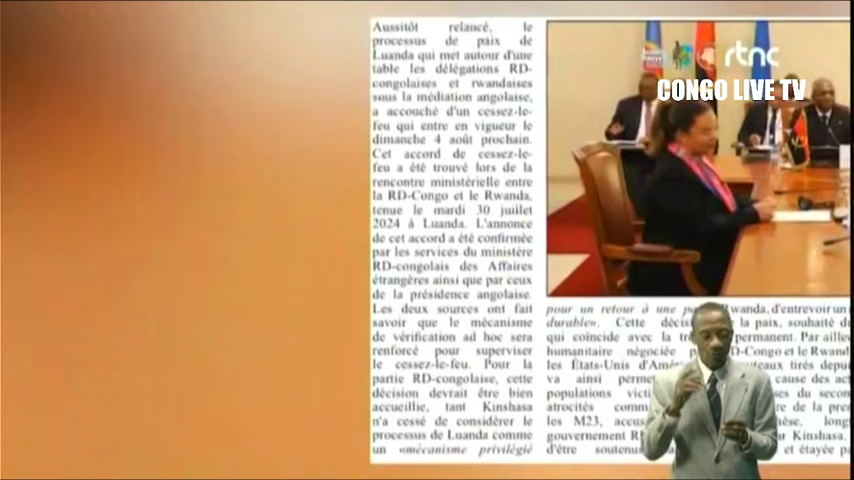 rtnc
CONGO LIVE TV
Aussitôt relancé, le
processus de paix de
Luanda qui met autour d'une
table les délégations RD-
congolaises et rwandaises
sous la médiation angolaise,
a accouché d'un cessez-le-
feu qui entre en vigueur le
dimanche 4 août prochain.
Cet accord de cessez-le-
feu a été trouvé lors de la
rencontre ministérielle entre
la RD-Congo et le Rwanda,
tenue le mardi 30 juillet
2024 à Luanda. L'annonce
de cet accord a été confirmée
par les services du ministère
RD-congolais des Affaires
étrangères ainsi que par ceux
de la présidence angolaise.
Les deux sources ont fait
savoir que le mécanisme
de vérification ad hoc sera
renforcé pour superviser
le cessez-le-feu. Pour la
partie RD-congolaise, cette
décision devrait être bien
accueillie, tant Kinshasa
n'a cessé de considérer le
processus de Luanda comme
un «mécanisme privilégié
pour un retour à une
durable». Cette
qui coïncide avec la
humanitaire négociée
les États-Unis
va ainsi
populations
atrocités
les M23,
gouvernement
d'être
Rwanda, d'entrevoir un
la paix, souhaité
permanent. Par
D-Congo et le Rwand
tirés depui
cause des
du secon
de la
long
Kinshasa.
et étayée